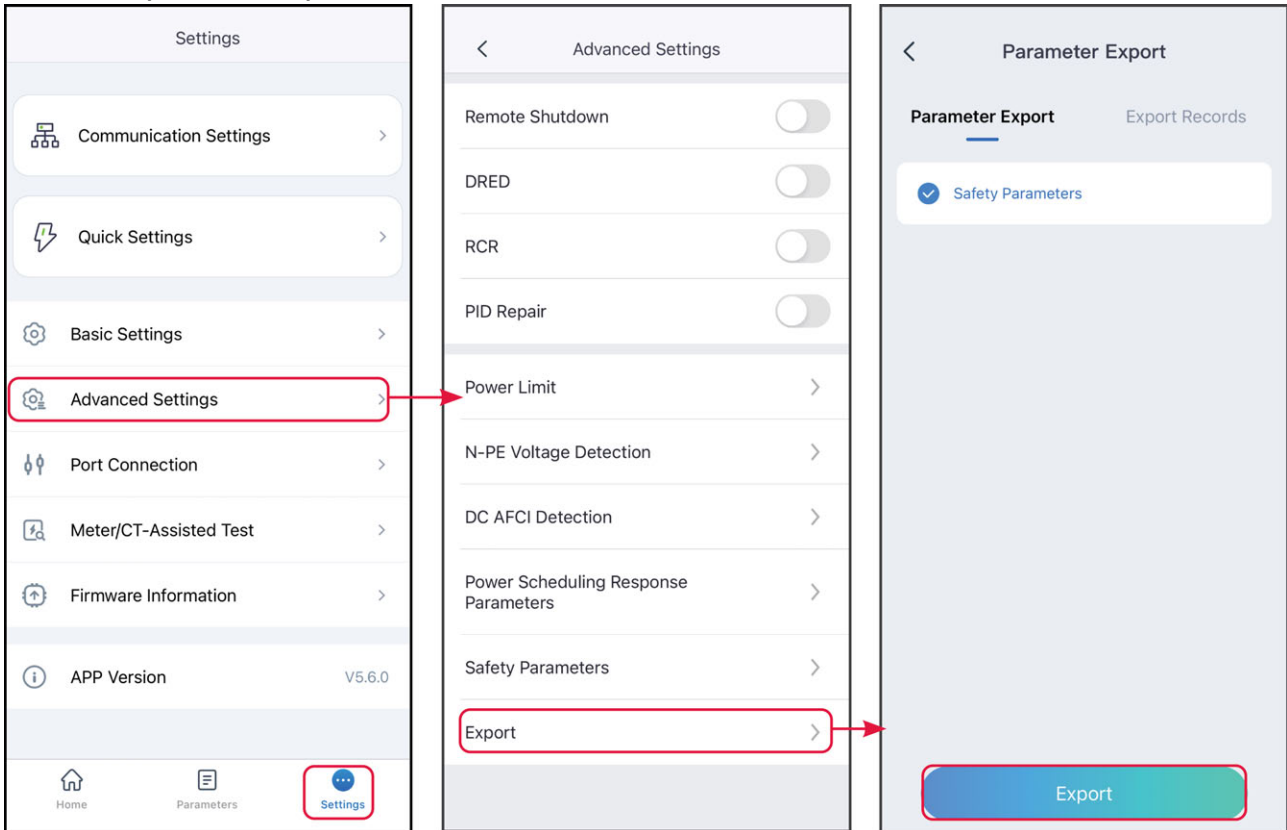 Settings
Communication Settings
Quick Settings
Basic Settings
Advanced Settings
Port Connection
Meter/CT-Assisted Test
Firmware Information
APP Version V5.6.0
Home Parameters Settings
Advanced Settings
Remote Shutdown
DRED
RCR
PID Repair
Power Limit
N-PE Voltage Detection
DC AFCI Detection
Power Scheduling Response
Parameters
Safety Parameters
Export
Parameter Export
Parameter Export Export Records
Safety Parameters
Export